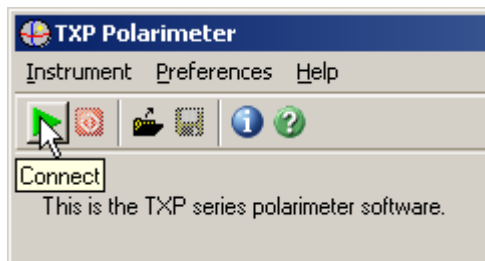 TXP Polarimeter
Instrument Preferences Help
Connect
This is the TXP series polarimeter software.